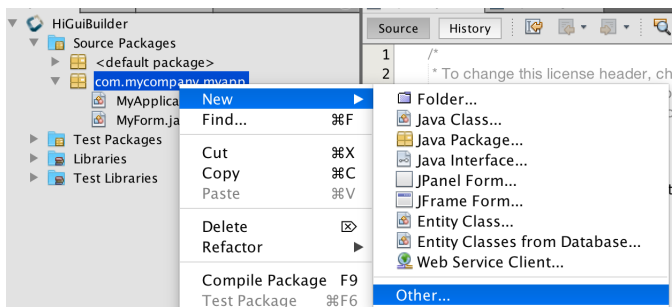 HiGuiBuilder
Source Packages
<default package>
com.mycompany.myapp
MyApplica
MyForm.ja
Test Packages
Libraries
Test Libraries
New
Find... ⌘F
Cut ⌘X
Copy ⌘C
Paste ⌘V
Delete ⌦
Refactor
Compile Package F9
Test Package ⌘F6
Source History
1 /*
2 * To change this license header, ch
Folder...
Java Class...
Java Package...
Java Interface...
JPanel Form...
JFrame Form...
Entity Class...
Entity Classes from Database...
Web Service Client...
Other...